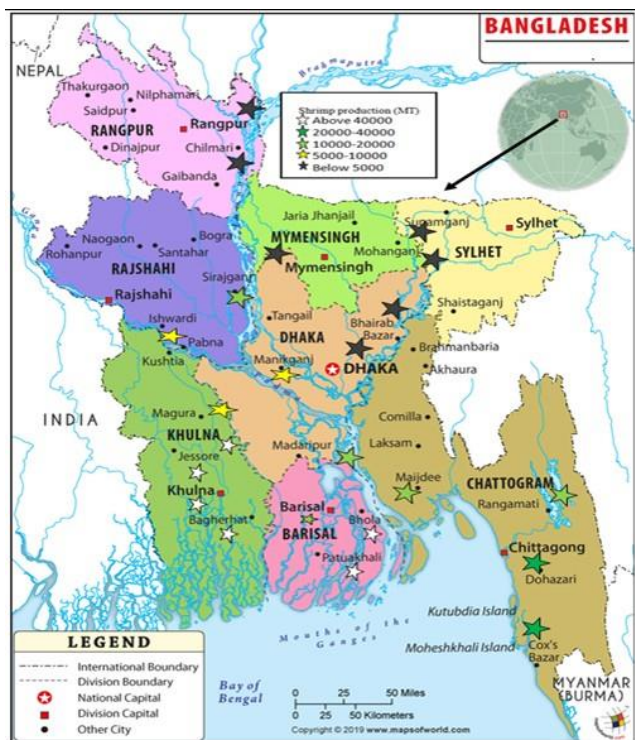 BANGLADESH
NEPAL
Brahmaputra
Thakurgaon
Nilphamari
Saidpur
RANGPUR
Rangpur
Dinajpur
Chilmari
Gaibanda
Shrimp production (MT)
Above 40000
20000-40000
10000-20000
5000-10000
Below 5000
Jaria Jhanjail
Sunamganj
Sylhet
MYMENSINGH
Mohanganj
SYLHET
Mymensingh
Shaistaganj
Naogaon
Bogra
Rohanpur
Santahar
RAJSHAHI
Sirajganj
Rajshahi
Ishwardi
Pabna
Kushtia
Tangail
DHAKA
Bhairab
Bazar
Manikganj
DHAKA
Brahmanbaria
Akhaura
INDIA
Magura
KHULNA
Jessore
Khulna
Bagherhat
Madaripur
Comilla
Laksam
Maijdee
CHATTOGRAM
Rangamati
Barisal
Bhola
BARISAL
Patuakhali
Chittagong
Dohazari
Kutubdia Island
Moheshkhali Island
Cox's
Bazar
MYANMAR
(BURMA)
Mouths of the
Ganges
Bay of
Bengal
LEGEND
International Boundary
Division Boundary
National Capital
Division Capital
Other City
0 25 50 Miles
0 25 50 Kilometers
Copyright © 2019 www.mapsofworld.com